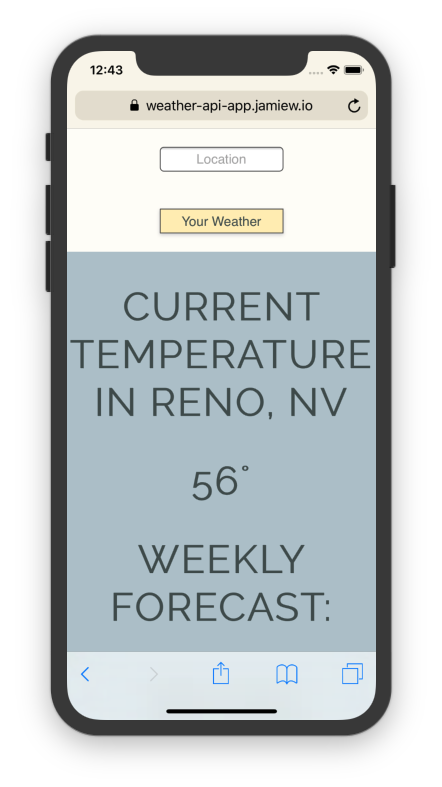 12:43
weather-api-app.jamiew.io
Location
Your Weather
CURRENT
TEMPERATURE
IN RENO, NV
56°
WEEKLY
FORECAST: